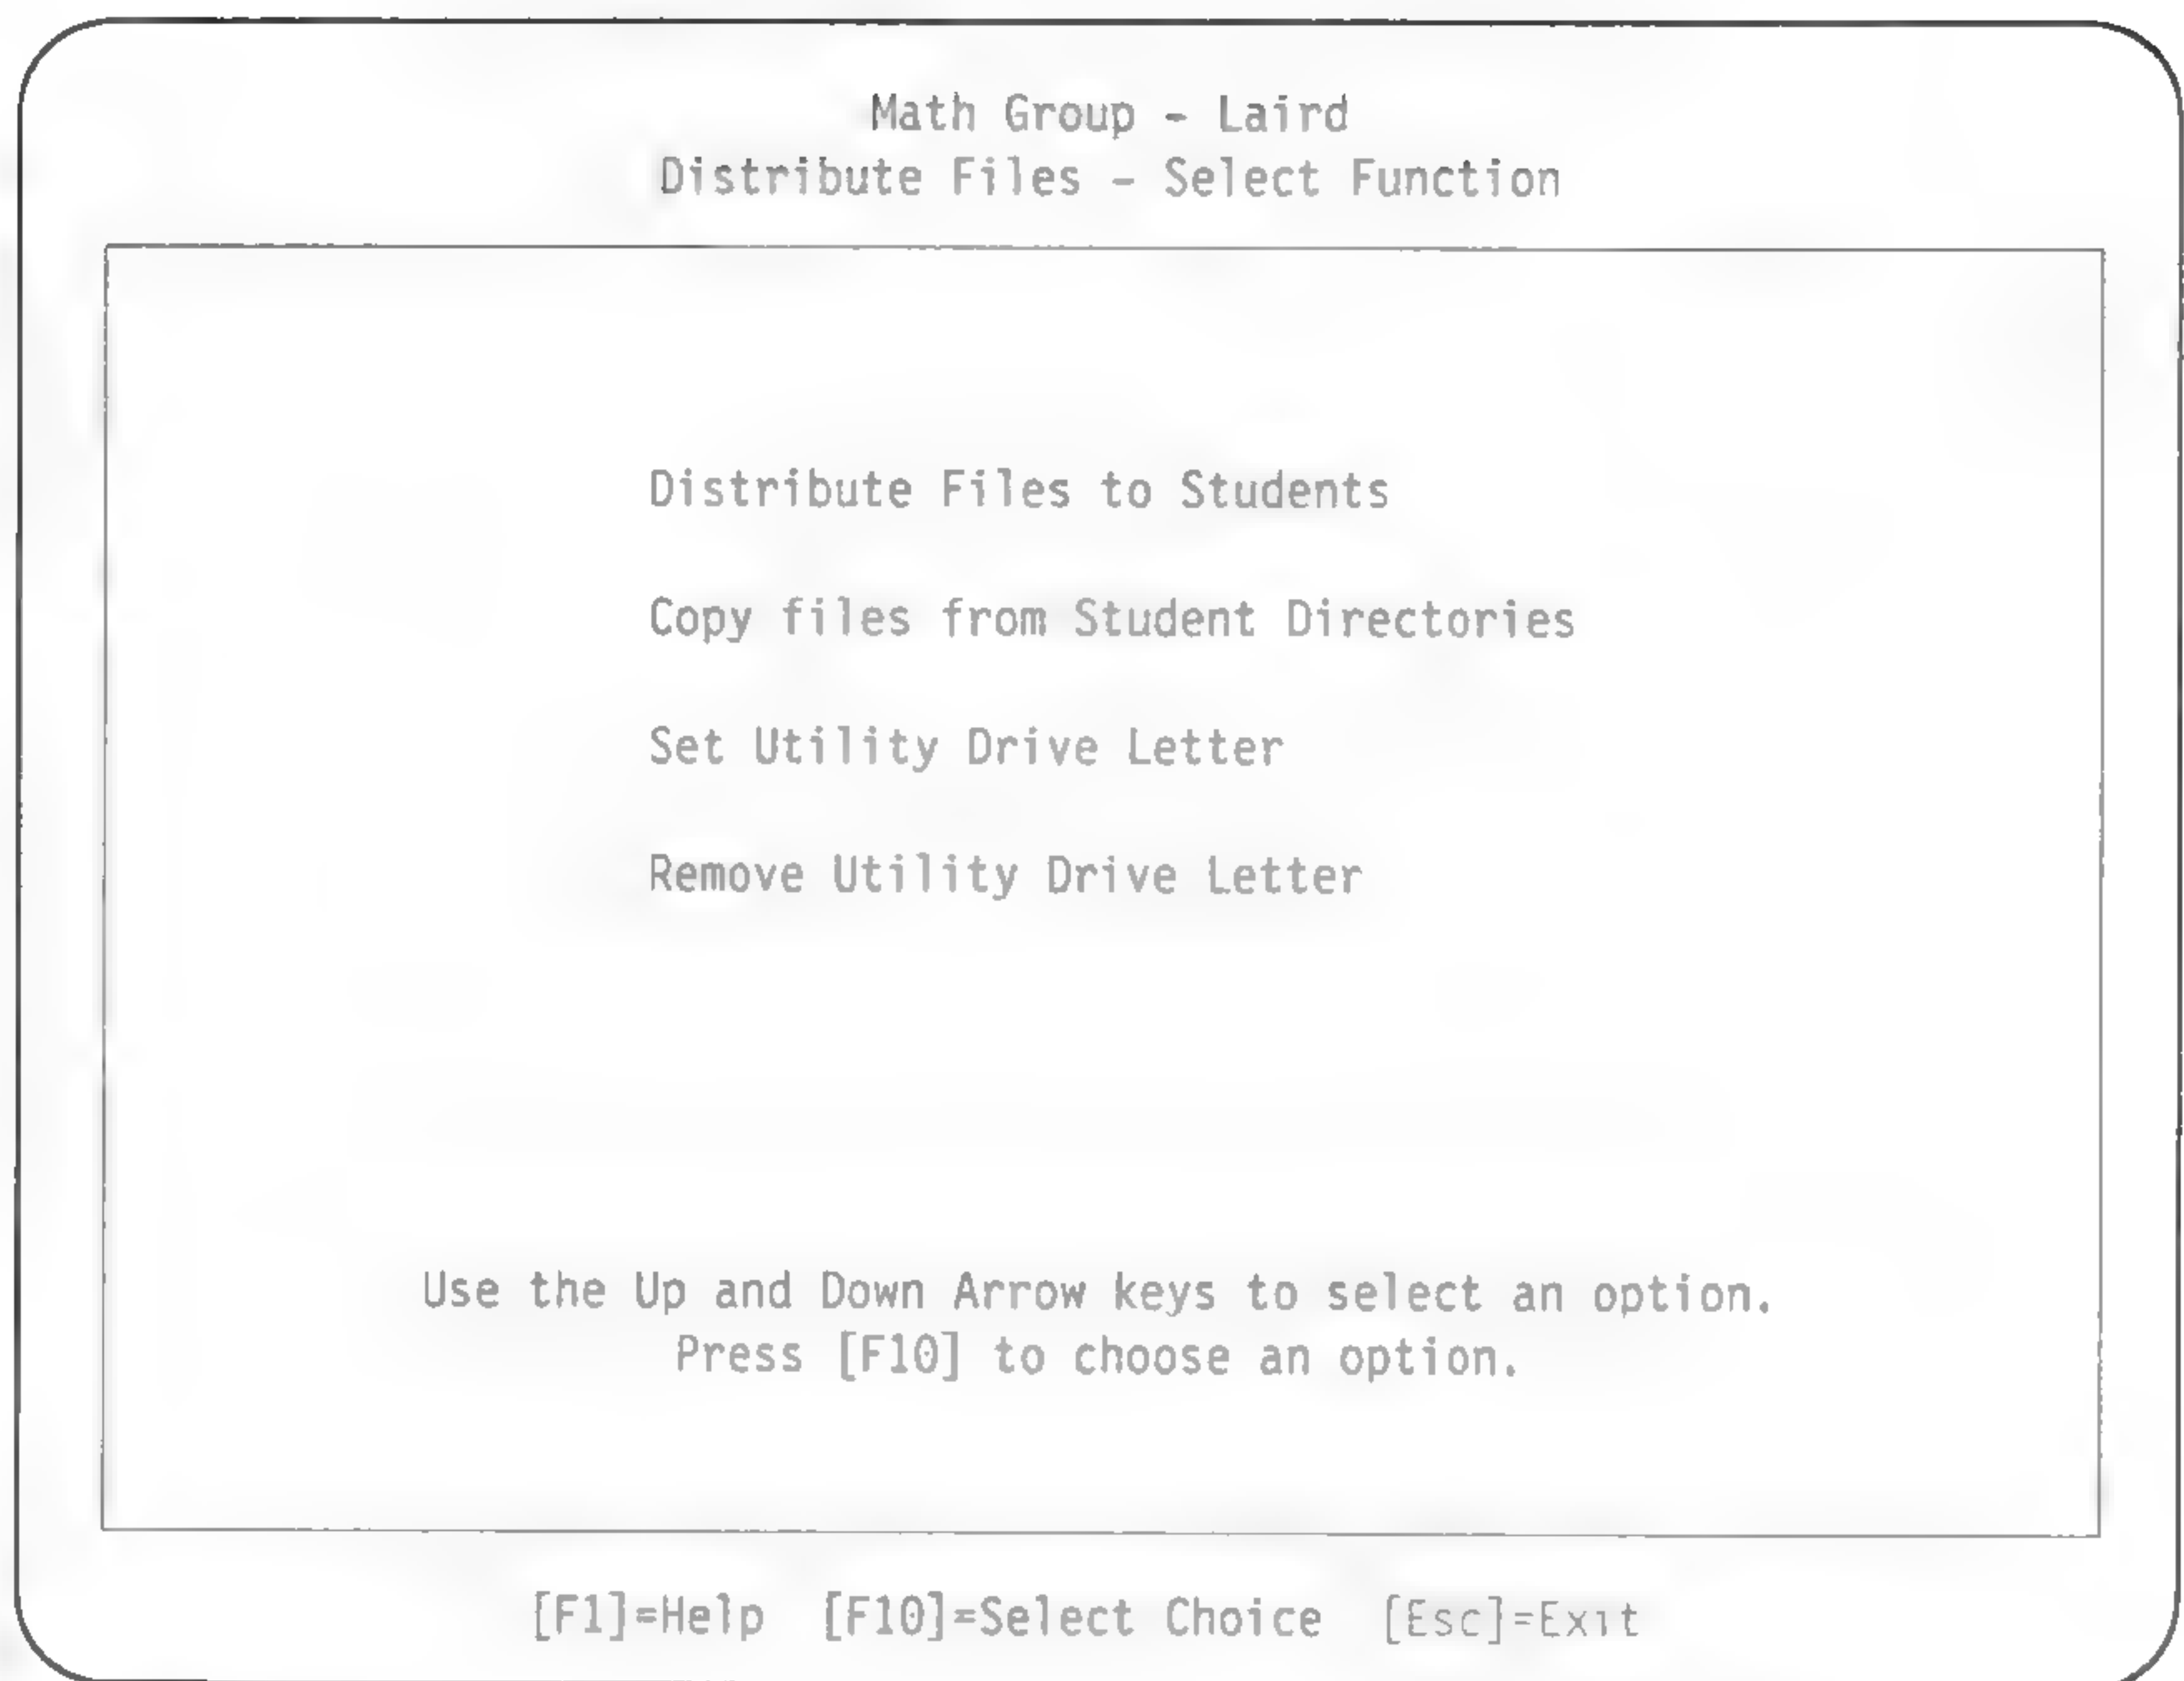 Math Group - Laird
Distribute Files - Select Function
Distribute Files to Students
Copy files from Student Directories
Set Utility Drive Letter
Remove Utility Drive Letter
Use the Up and Down Arrow keys to select an option.
Press [F10] to choose an option.
[F1]=Help [F10]=Select Choice [Esc]=Exit